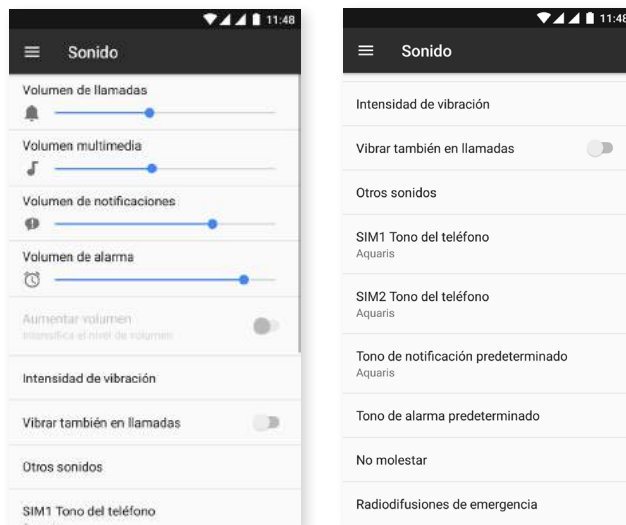 11:48
Sonido
Volumen de llamadas
Volumen multimedia
Volumen de notificaciones
Volumen de alarma
Aumentar volumen
Intensifica el nivel de volumen
Intensidad de vibración
Vibrar también en llamadas
Otros sonidos
SIM1 Tono del teléfono
11:48
Sonido
Intensidad de vibración
Vibrar también en llamadas
Otros sonidos
SIM1 Tono del teléfono
Aquaris
SIM2 Tono del teléfono
Aquaris
Tono de notificación predeterminado
Aquaris
Tono de alarma predeterminado
No molestar
Radiodifusiones de emergencia